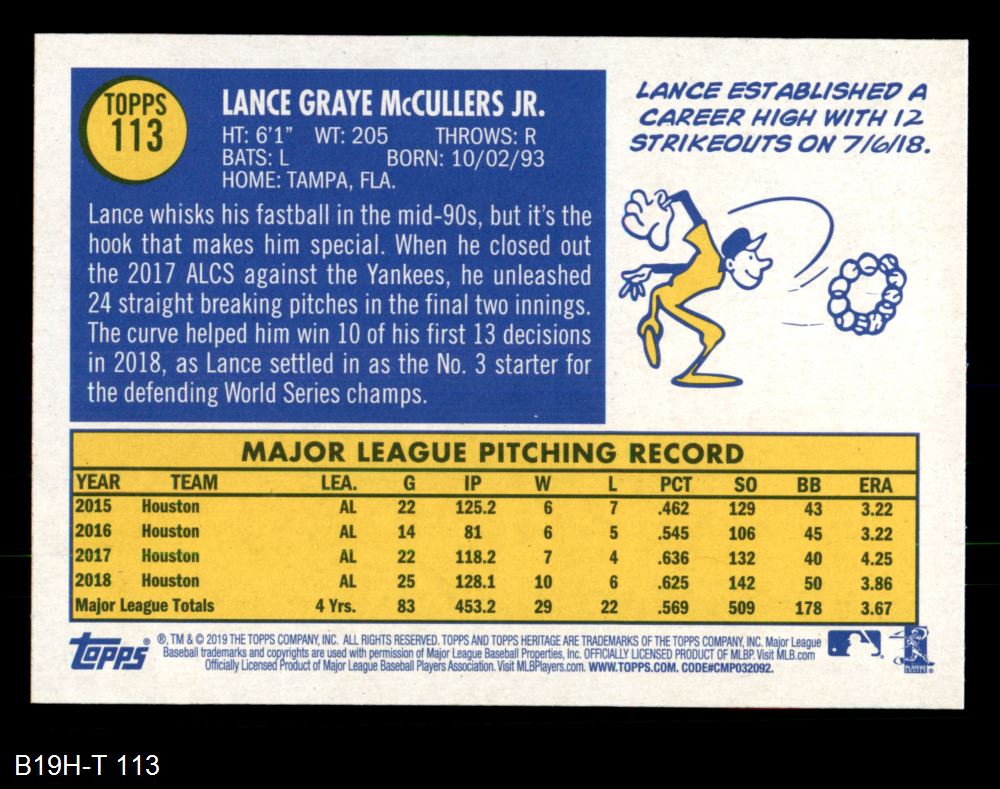 TOPPS
113
LANCE GRAYE McCULLERS JR.
HT: 6'1" WT: 205 THROWS: R
BATS: L BORN: 10/02/93
HOME: TAMPA, FLA.
Lance whisks his fastball in the mid-90s, but it's the
hook that makes him special. When he closed out
the 2017 ALCS against the Yankees, he unleashed
24 straight breaking pitches in the final two innings.
The curve helped him win 10 of his first 13 decisions
in 2018, as Lance settled in as the No. 3 starter for
the defending World Series champs.
LANCE ESTABLISHED A
CAREER HIGH WITH 12
STRIKEOUTS ON 7/6/18.
MAJOR LEAGUE PITCHING RECORD
YEAR TEAM LEA. G IP W L PCT SO BB ERA
2015 Houston AL 22 125.2 6 7 .462 129 43 3.22
2016 Houston AL 14 81 6 5 .545 106 45 3.22
2017 Houston AL 22 118.2 7 4 .636 132 40 4.25
2018 Houston AL 25 128.1 10 6 .625 142 50 3.86
Major League Totals 4 Yrs. 83 453.2 29 22 .569 509 178 3.67
Topps ®
®, TM & © 2019 THE TOPPS COMPANY, INC. ALL RIGHTS RESERVED. TOPPS AND TOPPS HERITAGE ARE TRADEMARKS OF THE TOPPS COMPANY, INC. Major League
Baseball trademarks and copyrights are used with permission of Major League Baseball Properties, Inc. OFFICIALLY LICENSED PRODUCT OF MLBP. Visit MLB.com
Officially Licensed Product of Major League Baseball Players Association. Visit MLBPlayers.com. WWW.TOPPS.COM. CODE#CMP032092.
PLAYERS
B19H-T 113